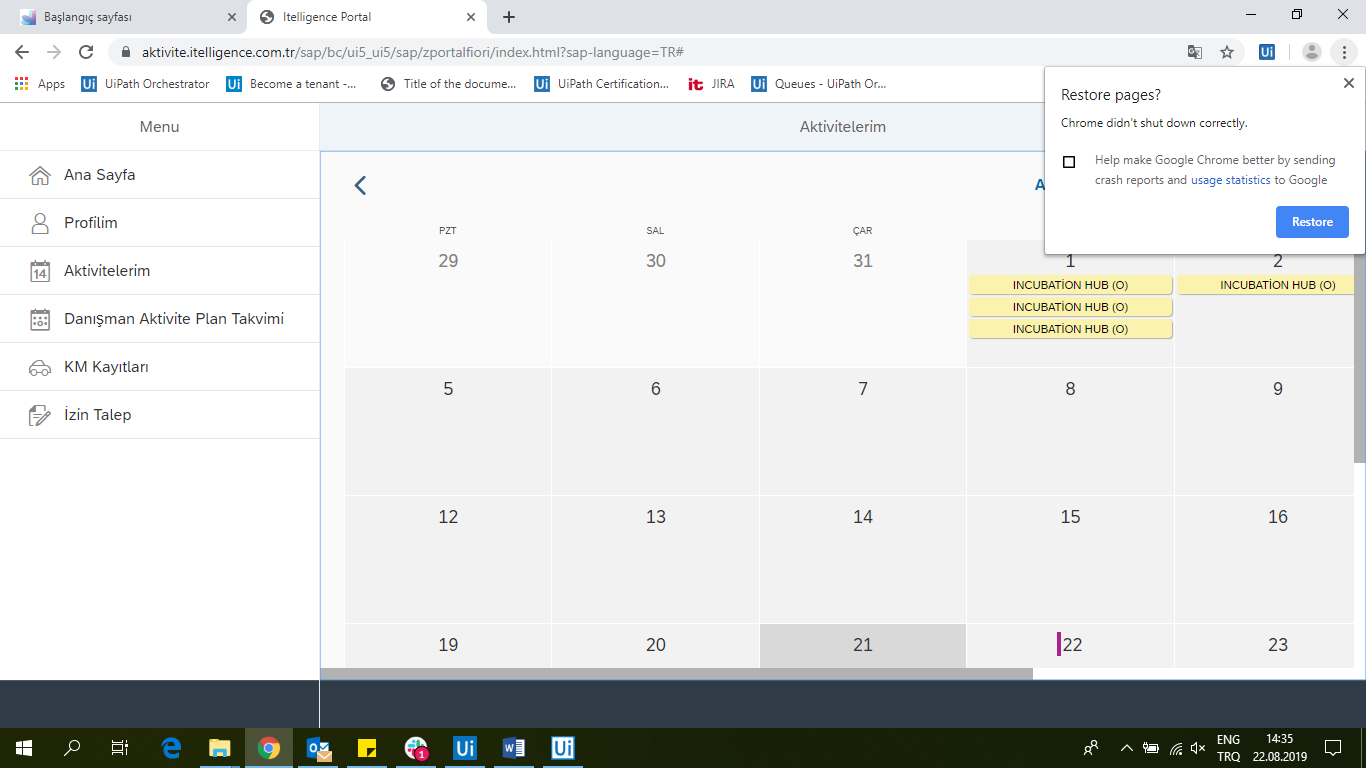 Başlangıç sayfası
Itelligence Portal
aktivite.itelligence.com.tr/sap/bc/ui5_ui5/sap/zportalfiori/index.html?sap-language=TR#
Apps
UiPath Orchestrator
Become a tenant -...
Title of the docume...
UiPath Certification...
JIRA
Queues - UiPath Or...
Restore pages?
Chrome didn't shut down correctly.
Help make Google Chrome better by sending
crash reports and usage statistics to Google
Restore
Menu
Ana Sayfa
Profilim
Aktivitelerim
Danışman Aktivite Plan Takvimi
KM Kayıtları
İzin Talep
Aktivitelerim
PZT SAL ÇAR
29 30 31 1 2
INCUBATİON HUB (O) INCUBATİON HUB (O)
INCUBATİON HUB (O)
INCUBATİON HUB (O)
5 6 7 8 9
12 13 14 15 16
19 20 21 22 23
ENG 14:35
TRQ 22.08.2019